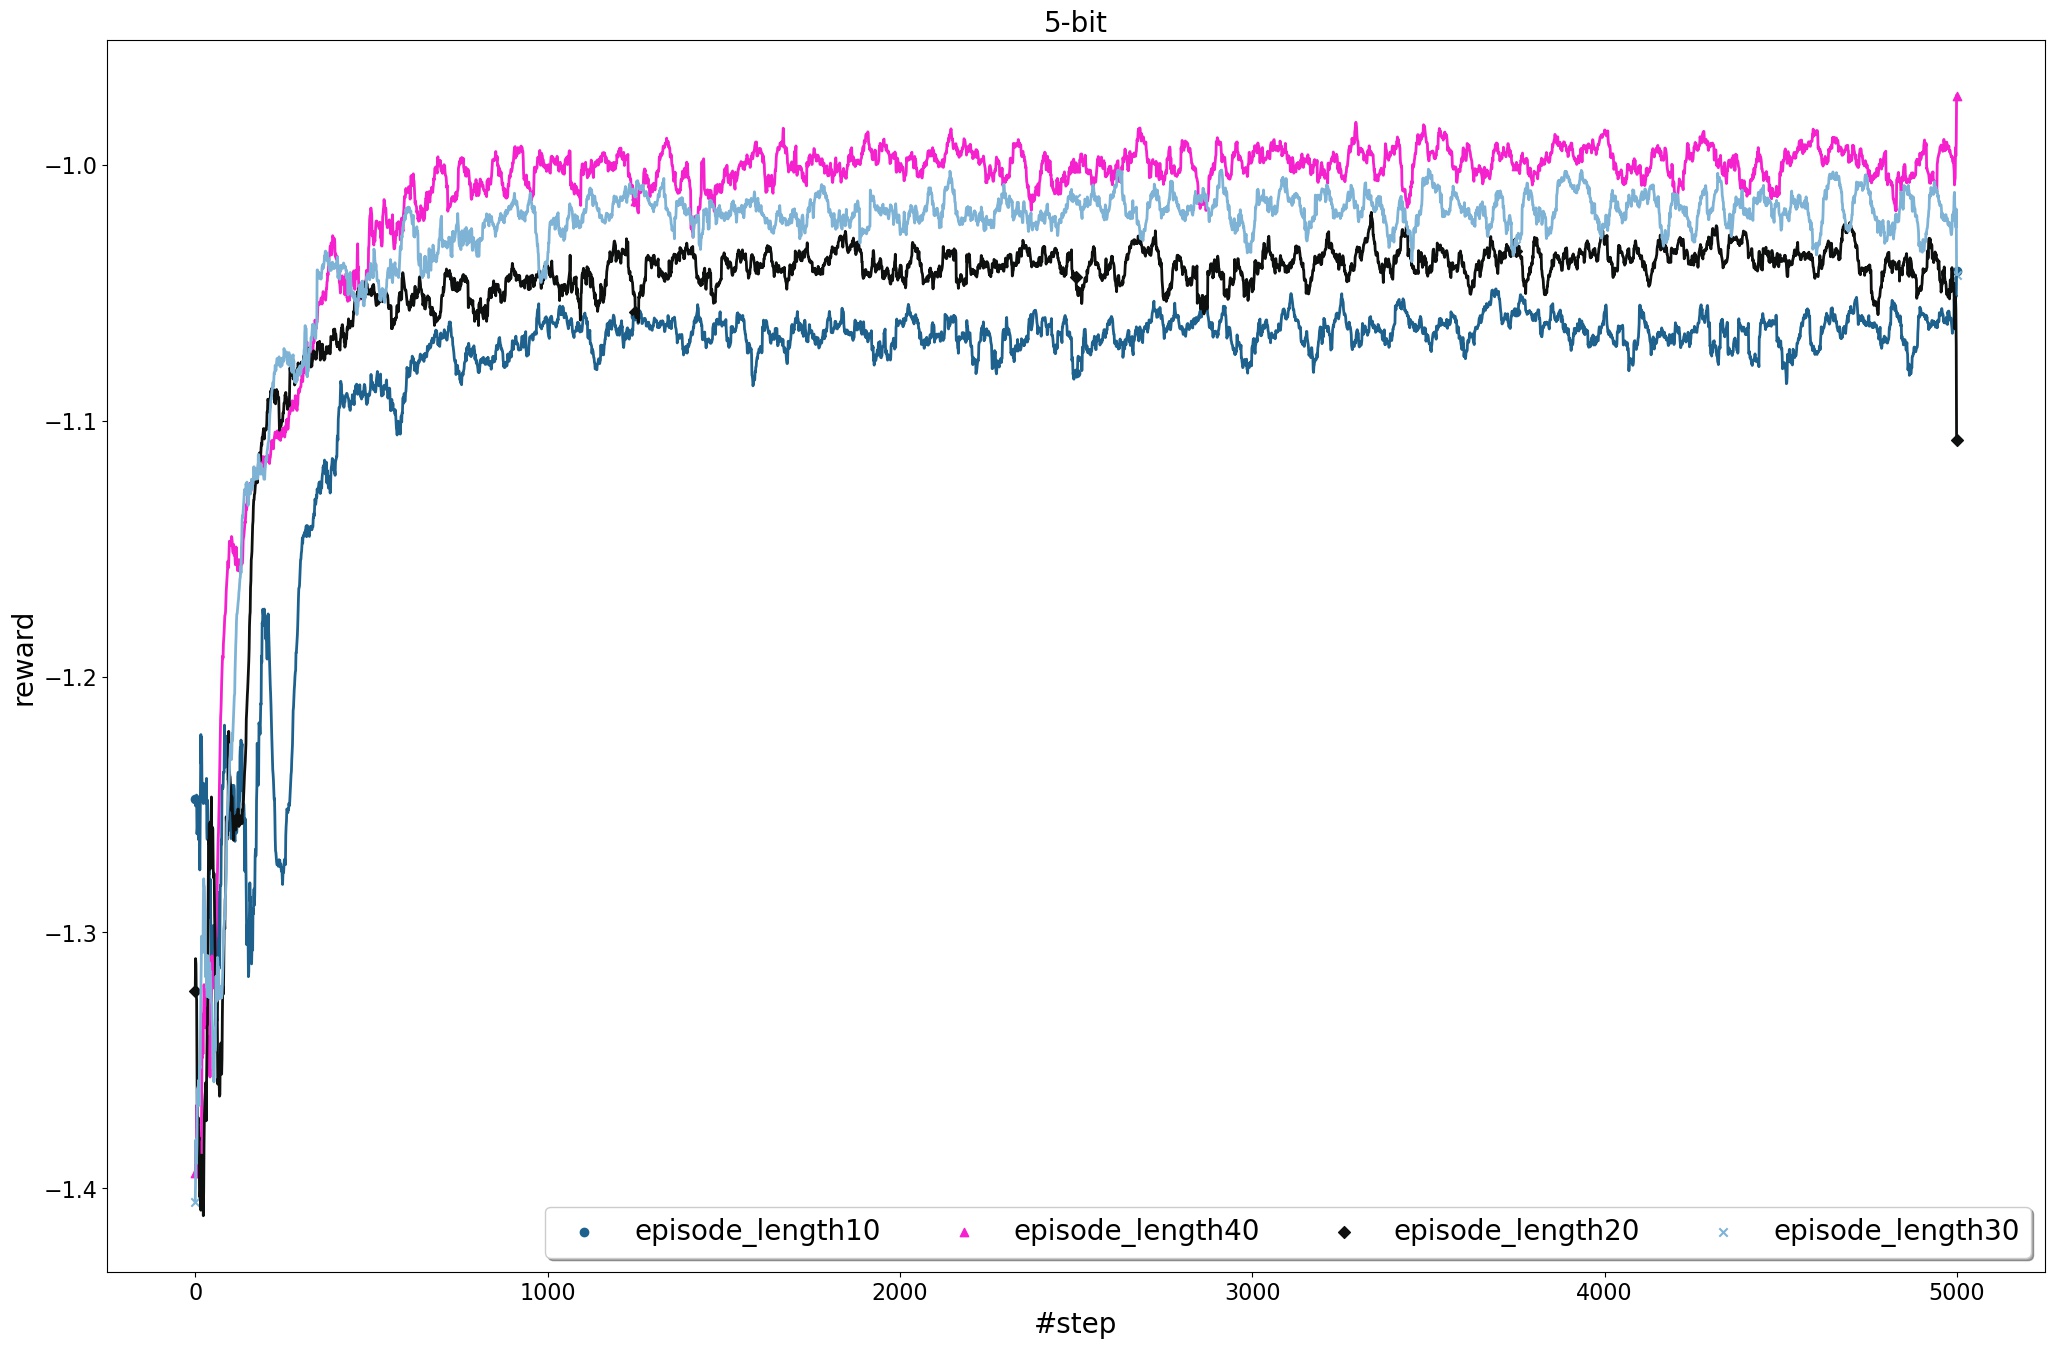 5-bit
reward
−1.0
−1.1
−1.2
−1.3
−1.4
episode_length10 episode_length40 episode_length20 episode_length30
0 1000 2000 3000 4000 5000
#step